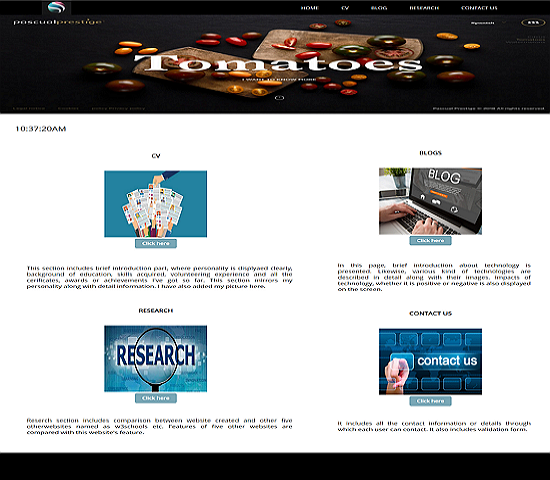 HOME CV BLOG RESEARCH CONTACT US
pascualprestige
Spanish
Tomatoes
I WANT TO KNOW MORE
Pascual Prestige © 2018 All rights reserved
10:37:20AM
CV
Click here
This section includes brief introduction part, where personality is displyaed clearly,
background of education, skills acquired, volunteering experience and all the
cerificates, awards or achievements I've got so far. This section mirrors my
personality along with detail information. I have also added my picture here.
BLOGS
BLOG
Click here
In this page, brief introduction about technology is
presented. Likewise, various kind of technologies are
described in detail along with their images. Impacts of
technology, whether it is positive or negative is also displayed
on the screen.
RESEARCH
RESEARCH
Click here
Reserch section includes comparison between website created and other five
otherwebsites named as w3schools etc. Features of five other websites are
compared with this website's feature.
CONTACT US
contact us
Click here
It includes all the contact information or details through
which each user can contact. It also includes validation form.